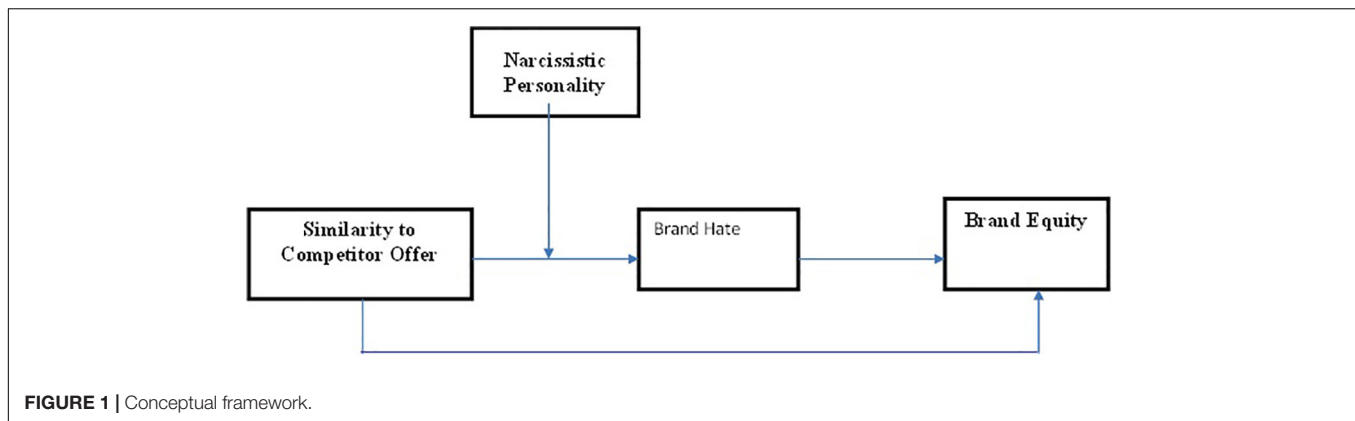 Narcissistic
Personality
Similarity to
Competitor Offer
Brand Hate
Brand Equity
FIGURE 1 | Conceptual framework.